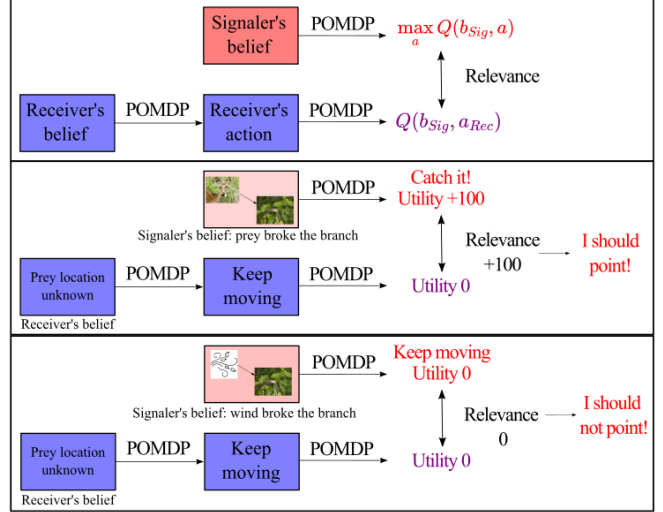 Signaler's
belief
POMDP
max Q(b_Sig, a)
a
Relevance
Receiver's
belief
POMDP
Receiver's
action
POMDP
Q(b_Sig, a_Rec)
POMDP
Catch it!
Utility +100
Signaler's belief: prey broke the branch
Relevance
+100
I should
point!
Prey location
unknown
POMDP
Keep
moving
POMDP
Utility 0
Receiver's belief
POMDP
Keep moving
Utility 0
Signaler's belief: wind broke the branch
Relevance
0
I should
not point!
Prey location
unknown
POMDP
Keep
moving
POMDP
Utility 0
Receiver's belief